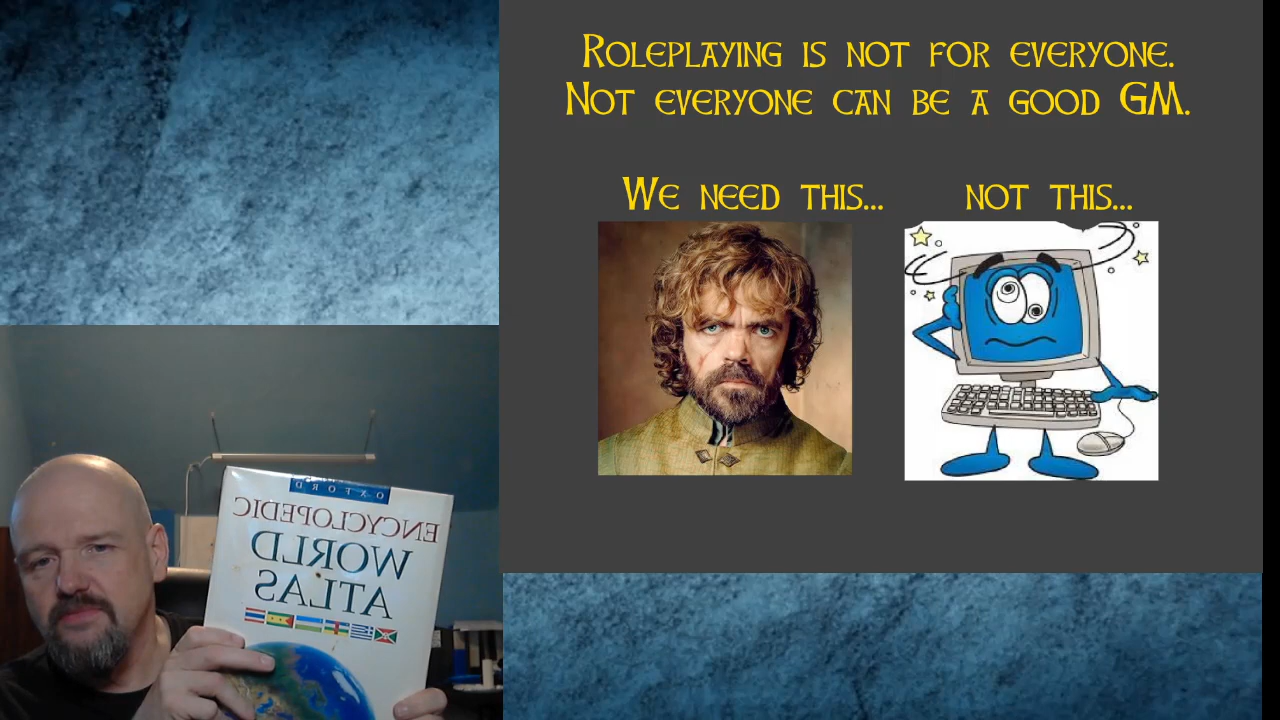 Roleplaying is not for everyone.
Not everyone can be a good GM.
We need this...
not this...
OXFORD
ENCYCLOPEDIC
WORLD
ATLAS